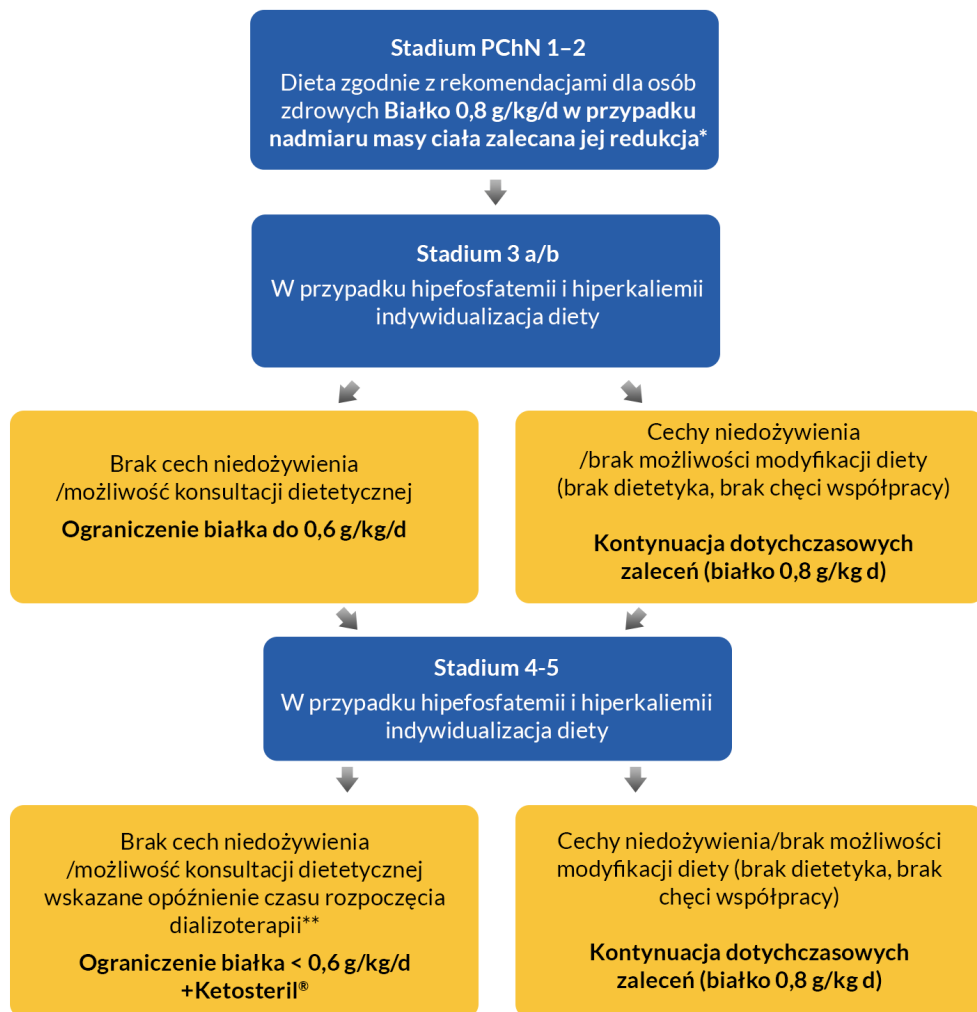 Stadium PChN 1–2
Dieta zgodnie z rekomendacjami dla osób
zdrowych Białko 0,8 g/kg/d w przypadku
nadmiaru masy ciała zalecana jej redukcja*
Stadium 3 a/b
W przypadku hipefosfatemii i hiperkaliemii
indywidualizacja diety
Brak cech niedożywienia
/możliwość konsultacji dietetycznej
Ograniczenie białka do 0,6 g/kg/d
Cechy niedożywienia
/brak możliwości modyfikacji diety
(brak dietetyka, brak chęci współpracy)
Kontynuacja dotychczasowych
zaleceń (białko 0,8 g/kg d)
Stadium 4-5
W przypadku hipefosfatemii i hiperkaliemii
indywidualizacja diety
Brak cech niedożywienia
/możliwość konsultacji dietetycznej
wskazane opóźnienie czasu rozpoczęcia
dializoterapii**
Ograniczenie białka < 0,6 g/kg/d
+Ketosteril®
Cechy niedożywienia/brak możliwości
modyfikacji diety (brak dietetyka, brak
chęci współpracy)
Kontynuacja dotychczasowych
zaleceń (białko 0,8 g/kg d)